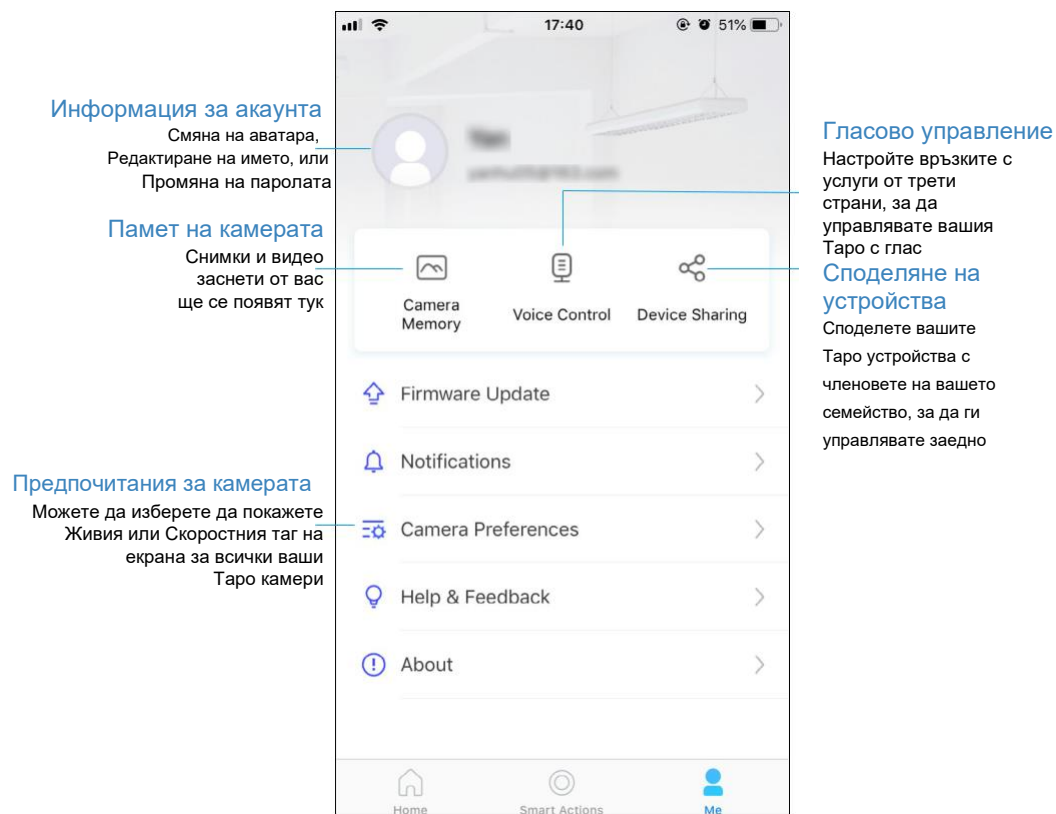 17:40
51%
Информация за акаунта
Смяна на аватара,
Редактиране на името, или
Промяна на паролата
Памет на камерата
Снимки и видео
заснети от вас
ще се появят тук
Предпочитания за камерата
Можете да изберете да покажете
Живия или Скоростния таг на
екрана за всички ваши
Таро камери
Camera
Memory
Voice Control
Device Sharing
Firmware Update
Notifications
Camera Preferences
Help & Feedback
About
Home
Smart Actions
Me
Гласово управление
Настройте връзките с
услуги от трети
страни, за да
управлявате вашия
Таро с глас
Споделяне на
устройства
Споделете вашите
Таро устройства с
членовете на вашето
семейство, за да ги
управлявате заедно